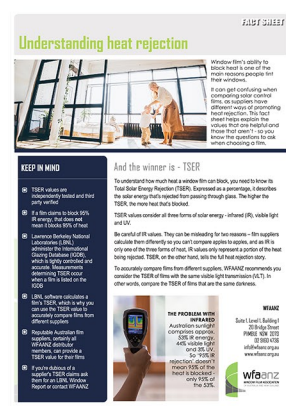 FACT SHEET
Understanding heat rejection
Window film's ability to
block heat is one of the
main reasons people tint
their windows.
It can get confusing when
comparing solar control
films, as suppliers have
different ways of promoting
heat rejection. This fact
sheet helps explain the
values that are helpful and
those that aren't - so you
know the questions to ask
when choosing a film.
KEEP IN MIND
TSER values are
independently tested and third
party verified
If a film claims to block 95%
IR energy, that does not
mean it blocks 95% of heat
Lawrence Berkeley National
Laboratories (LBNL)
administer the International
Glazing Database (IGDB),
which is tightly controlled and
accurate. Measurements
determining TSER occur
when a film is listed on the
IGDB
LBNL software calculates a
film's TSER, which is why you
can use the TSER value to
accurately compare films from
different suppliers
Reputable Australian film
suppliers, certainly all
WFAANZ distributor
members, can provide a
TSER value for their films
If you're dubious of a
supplier's TSER claims ask
them for an LBNL Window
Report or contact WFAANZ
And the winner is - TSER
To understand how much heat a window film can block, you need to know its
Total Solar Energy Rejection (TSER). Expressed as a percentage, it describes
the solar energy that's rejected from passing through glass. The higher the
TSER, the more heat that's blocked.
TSER values consider all three forms of solar energy - infrared (IR), visible light
and UV.
Be careful of IR values. They can be misleading for two reasons – film suppliers
calculate them differently so you can't compare apples to apples, and as IR is
only one of the three forms of heat, IR values only represent a portion of the heat
being rejected. TSER, on the other hand, tells the full heat rejection story.
To accurately compare films from different suppliers, WFAANZ recommends you
consider the TSER of films with the same visible light transmission (VLT). In
other words, compare the TSER of films that are the same darkness.
THE PROBLEM WITH
INFRARED
Australian sunlight
comprises approx.
53% IR energy,
44% visible light
and 3% UV.
So '95% IR
rejection' doesn't
mean 95% of the
heat is blocked -
only 95% of
the 53%.
WFAANZ
Suite 1, Level 1, Building 1
20 Bridge Street
PYMBLE NSW 2073
info@wfaanz.org.au
www.wfaanz.org.au
wfaanz